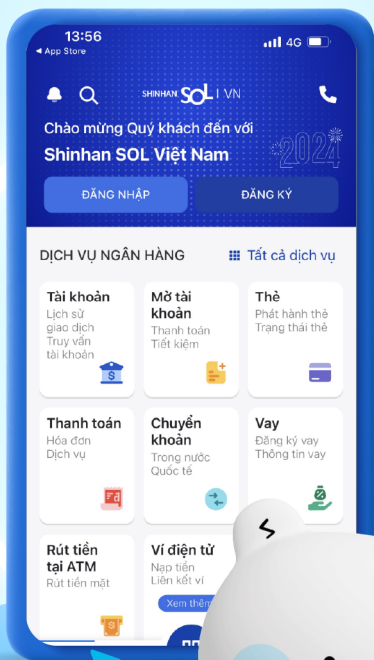 13:56
4G
App Store
SHINHAN SOL VN
Chào mừng Quý khách đến với
2024
Shinhan SOL Việt Nam
ĐĂNG NHẬP
ĐĂNG KÝ
DỊCH VỤ NGÂN HÀNG
Tất cả dịch vụ
Tài khoản
Lịch sử
giao dịch
Truy vấn
tài khoản
Mở tài
khoản
Thanh toán
Tiết kiệm
Thẻ
Phát hành thẻ
Trạng thái thẻ
Thanh toán
Hóa đơn
Dịch vụ
Chuyển
khoản
Trong nước
Quốc tế
Vay
Đăng ký vay
Thông tin vay
Rút tiền
tại ATM
Rút tiền mặt
Ví điện tử
Nạp tiền
Liên kết ví
Xem thêm